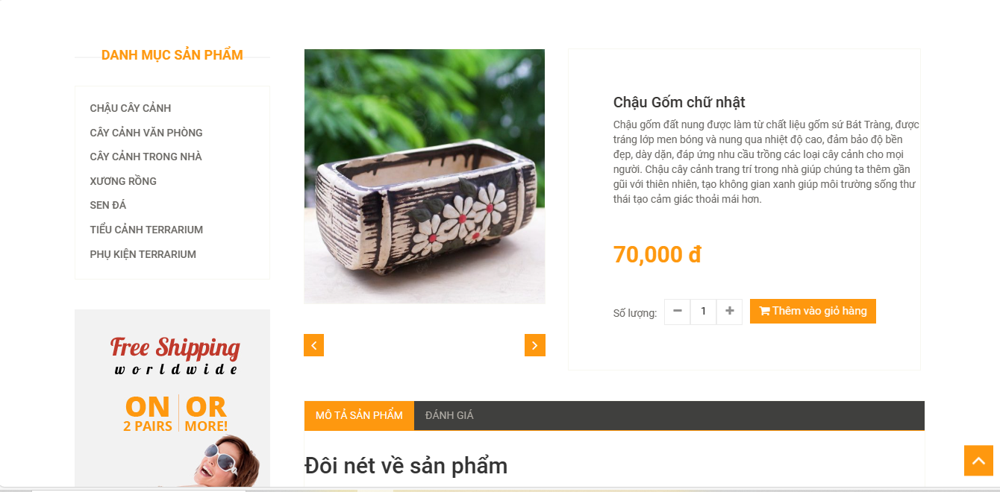 DANH MỤC SẢN PHẨM
CHẬU CÂY CẢNH
CÂY CẢNH VĂN PHÒNG
CÂY CẢNH TRONG NHÀ
XƯƠNG RỒNG
SEN ĐÁ
TIỂU CẢNH TERRARIUM
PHỤ KIỆN TERRARIUM
Free Shipping
worldwide
ON OR
2 PAIRS MORE!
Chậu Gốm chữ nhật
Chậu gốm đất nung được làm từ chất liệu gốm sứ Bát Tràng, được
tráng lớp men bóng và nung qua nhiệt độ cao, đảm bảo độ bền
đẹp, dày dặn, đáp ứng nhu cầu trồng các loại cây cảnh cho mọi
người. Chậu cây cảnh trang trí trong nhà giúp chúng ta thêm gần
gũi với thiên nhiên, tạo không gian xanh giúp môi trường sống thư
thái tạo cảm giác thoải mái hơn.
70,000 đ
Số lượng: − 1 + Thêm vào giỏ hàng
MÔ TẢ SẢN PHẨM ĐÁNH GIÁ
Đôi nét về sản phẩm